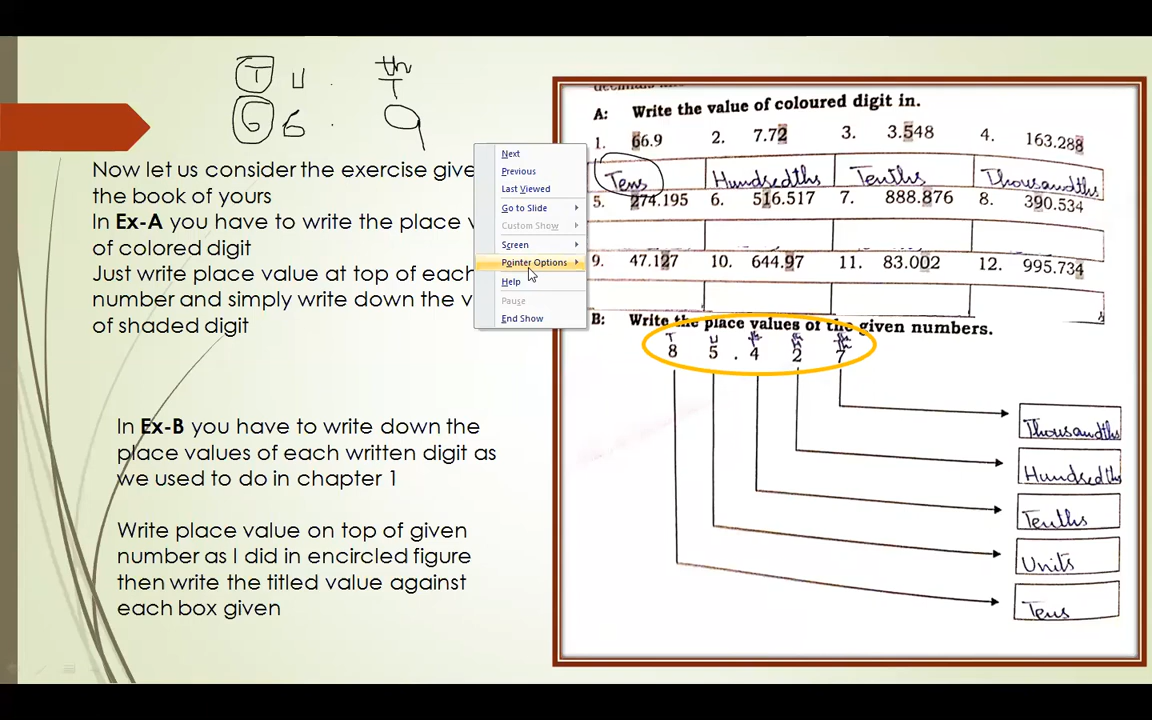 T U . th
T
6 6 . 9
Now let us consider the exercise give
the book of yours
In Ex-A you have to write the place v
of colored digit
Just write place value at top of each
number and simply write down the v
of shaded digit
In Ex-B you have to write down the
place values of each written digit as
we used to do in chapter 1
Write place value on top of given
number as I did in encircled figure
then write the titled value against
each box given
Next
Previous
Last Viewed
Go to Slide
Custom Show
Screen
Pointer Options
Help
Pause
End Show
A: Write the value of coloured digit in.
1. 66.9 2. 7.72 3. 3.548 4. 163.288
Tens Hundredths Tenths Thousandths
5. 274.195 6. 516.517 7. 888.876 8. 390.534
9. 47.127 10. 644.97 11. 83.002 12. 995.734
B: Write the place values of the given numbers.
T U
8 5 . 4 2 7
Thousandths
Hundredths
Tenths
Units
Tens